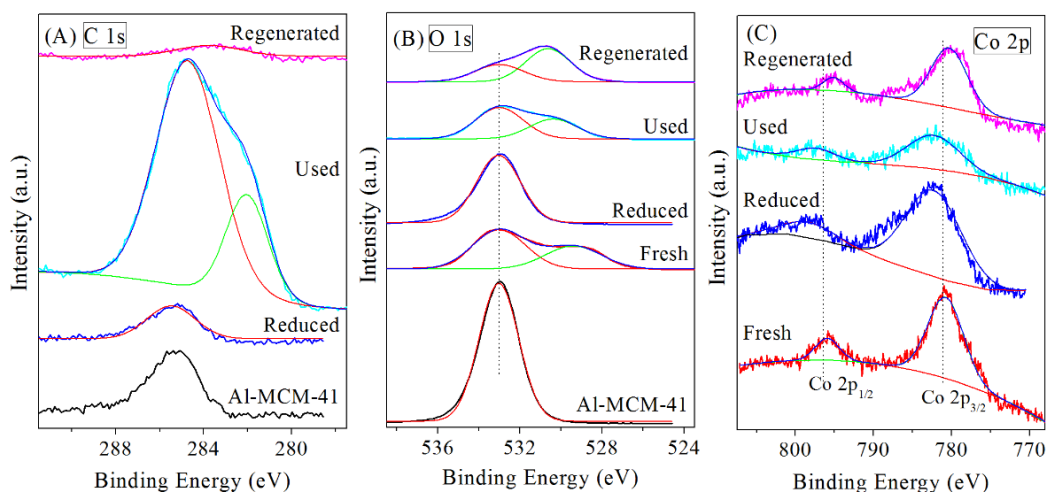 (A) C 1s
Regenerated
Used
Reduced
Al-MCM-41
Intensity (a.u.)
288 284 280
Binding Energy (eV)
(B) O 1s
Regenerated
Used
Reduced
Fresh
Al-MCM-41
Intensity (a.u.)
536 532 528 524
Binding Energy (eV)
(C) Co 2p
Regenerated
Used
Reduced
Fresh
Co 2p1/2
Co 2p3/2
Intensity (a.u.)
800 790 780 770
Binding Energy (eV)